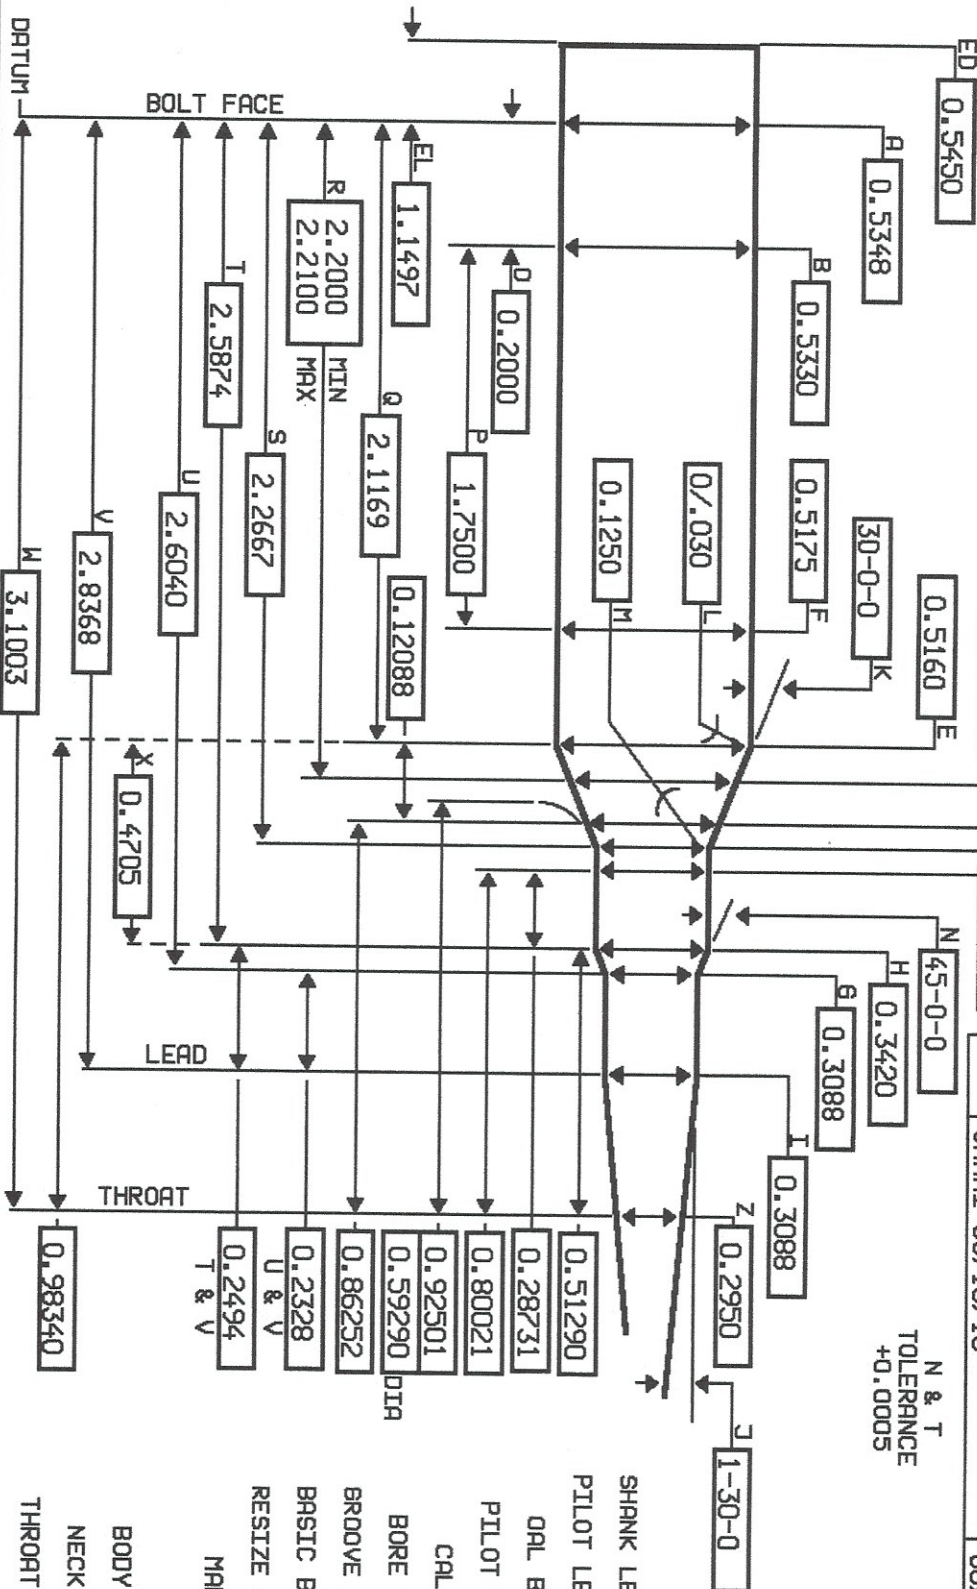 ED
0.5450
A
0.5348
B
0.5330
F
0.5175
30-0-0
K
0.5160
E
N
45-0-0
H
0.3420
G
0.3088
I
0.3088
Z
0.2950
J
1-30-0
N & T
TOLERANCE
+0.0005
0/.030
L
0.1250
M
D
0.2000
P
1.7500
EL
1.1497
Q
2.1169
0.12088
R
2.2000 MIN
2.2100 MAX
S
2.2667
T
2.5874
U
2.6040
V
2.8368
W
3.1003
X
0.4705
DATUM
BOLT FACE
LEAD
THROAT
0.51290
0.28731
0.80021
0.92501
0.59290 DIA
0.86252
0.2328
U & V
0.2494
T & V
0.98340
SHANK
PILOT
OAL
PILOT
BORE
GROOVE
BASIC
RESIZE
BODY
NECK
THROAT